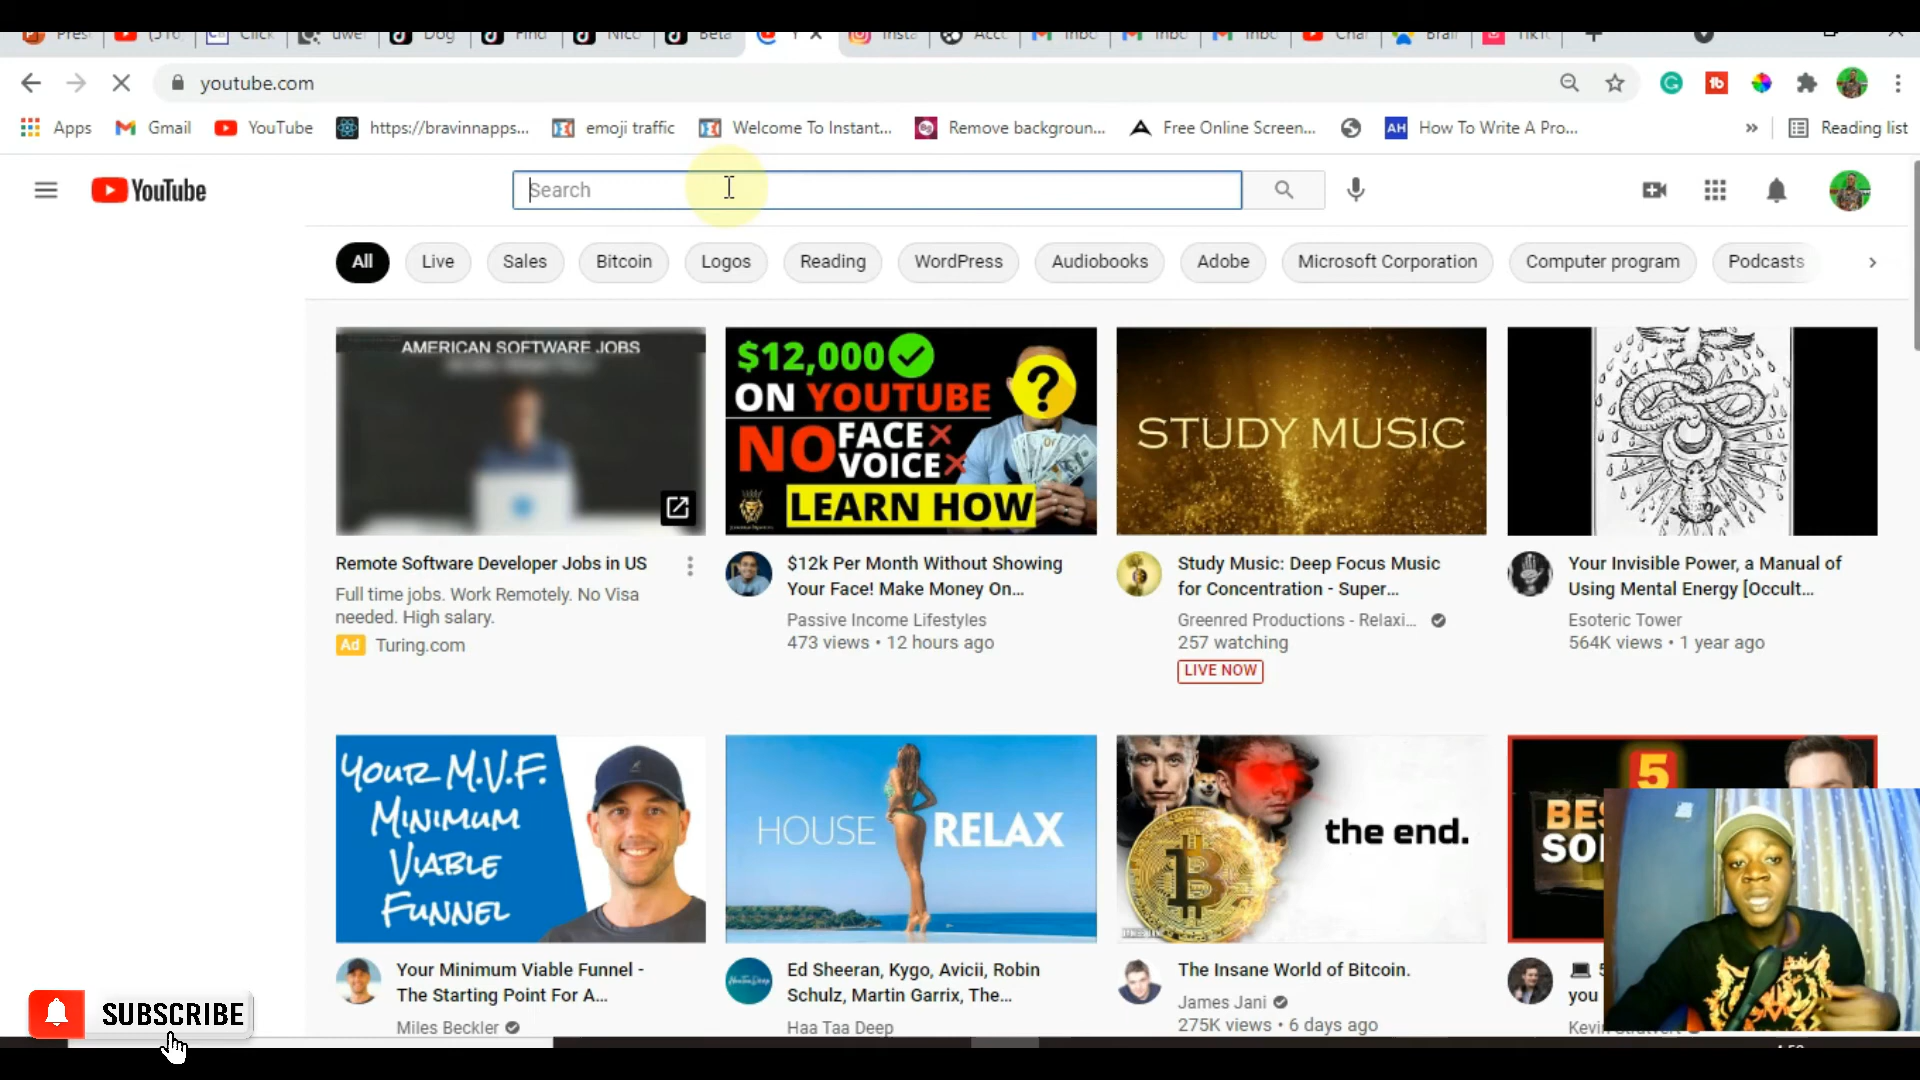 Click
Dog
Find
Beta
Insta
youtube.com
Apps
Gmail
YouTube
https://bravinnapps...
emoji traffic
Welcome To Instant...
Remove backgroun...
Free Online Screen...
AH
How To Write A Pro...
»
Reading list
YouTube
Search
All
Live
Sales
Bitcoin
Logos
Reading
WordPress
Audiobooks
Adobe
Microsoft Corporation
Computer program
Podcasts
AMERICAN SOFTWARE JOBS
$12,000
ON YOUTUBE
NO FACE
VOICE
LEARN HOW
STUDY MUSIC
Remote Software Developer Jobs in US
Full time jobs. Work Remotely. No Visa
needed. High salary.
Ad Turing.com
$12k Per Month Without Showing
Your Face! Make Money On...
Passive Income Lifestyles
473 views • 12 hours ago
Study Music: Deep Focus Music
for Concentration - Super...
Greenred Productions - Relaxi...
257 watching
LIVE NOW
Your Invisible Power, a Manual of
Using Mental Energy [Occult...
Esoteric Tower
564K views • 1 year ago
YOUR M.V.F.
MINIMUM
VIABLE
FUNNEL
HOUSE RELAX
the end.
5
Your Minimum Viable Funnel -
The Starting Point For A...
Miles Beckler
Ed Sheeran, Kygo, Avicii, Robin
Schulz, Martin Garrix, The...
Haa Taa Deep
The Insane World of Bitcoin.
James Jani
275K views • 6 days ago
you
SUBSCRIBE